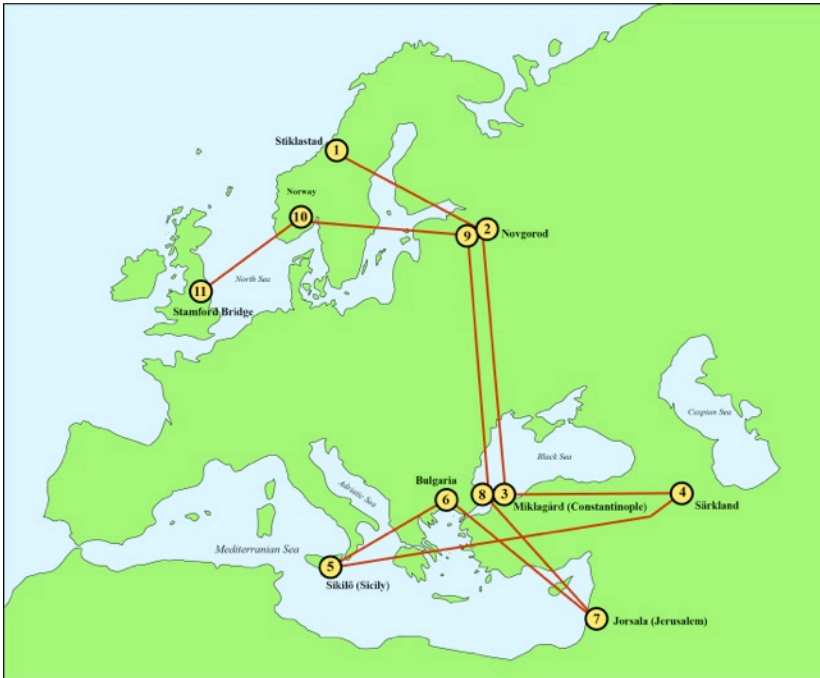 Stiklastad
1
Norway
10
2
9
Novgorod
North Sea
11
Stamford Bridge
Caspian Sea
Black Sea
Bulgaria
Adriatic Sea
6
8
3
4
Miklagård (Constantinople)
Särkland
Mediterranean Sea
5
Sikilö (Sicily)
7
Jorsala (Jerusalem)